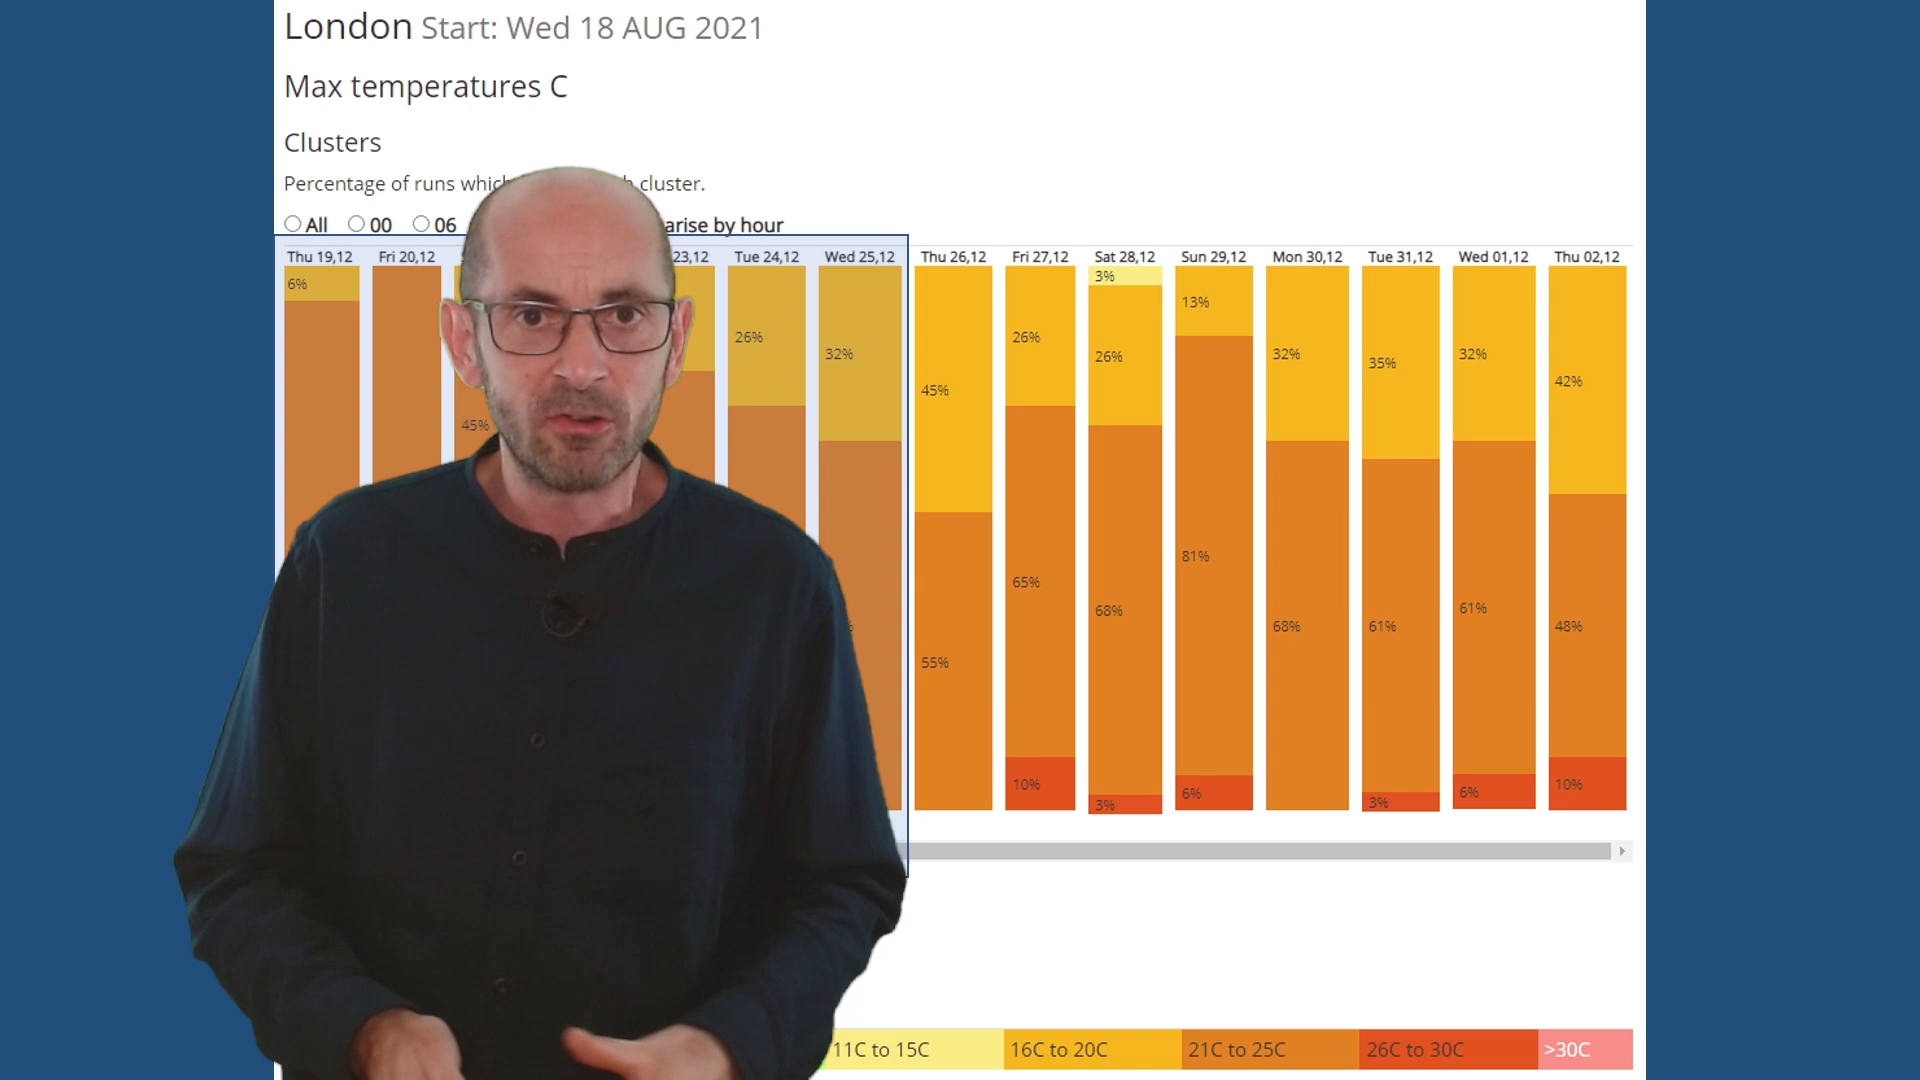 London Start: Wed 18 AUG 2021
Max temperatures C
Clusters
Percentage of runs which cluster.
All 00 06 arise by hour
Thu 19,12 Fri 20,12 23,12 Tue 24,12 Wed 25,12 Thu 26,12 Fri 27,12 Sat 28,12 Sun 29,12 Mon 30,12 Tue 31,12 Wed 01,12 Thu 02,12
6% 3% 13%
26% 32% 26% 26% 32% 35% 32%
45% 45% 42%
55% 65% 68% 81% 68% 61% 61% 48%
10% 3% 6% 3% 6% 10%
11C to 15C 16C to 20C 21C to 25C 26C to 30C >30C